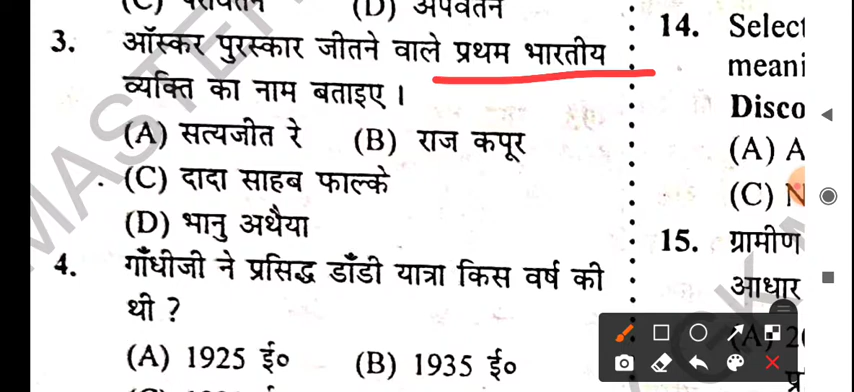 (D) अपवर्तन
3. ऑस्कर पुरस्कार जीतने वाले प्रथम भारतीय
व्यक्ति का नाम बताइए ।
(A) सत्यजीत रे (B) राज कपूर
(C) दादा साहब फाल्के
(D) भानु अथैया
4. गाँधीजी ने प्रसिद्ध डाँडी यात्रा किस वर्ष की
थी ?
(A) 1925 ई० (B) 1935 ई०
14. Select
meani
Disco
(A) A
(C) N
15. ग्रामीण
आधार
(A) 20